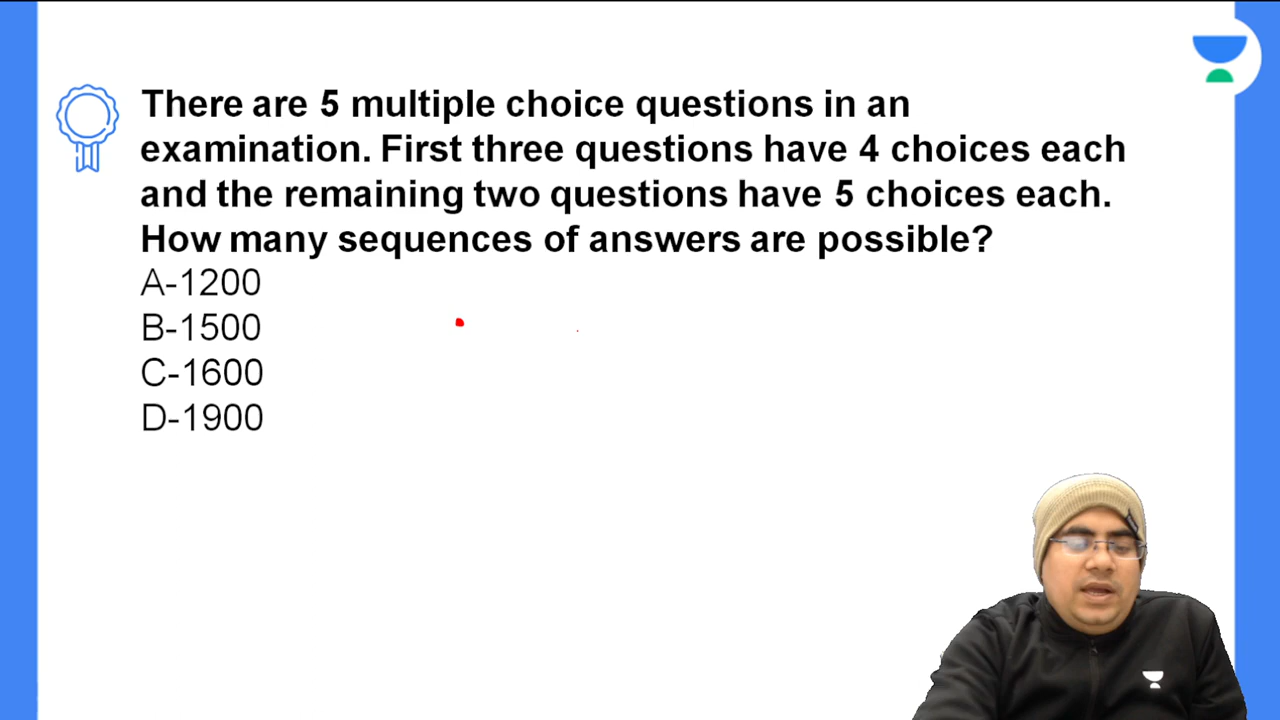 There are 5 multiple choice questions in an
examination. First three questions have 4 choices each
and the remaining two questions have 5 choices each.
How many sequences of answers are possible?
A-1200
B-1500
C-1600
D-1900